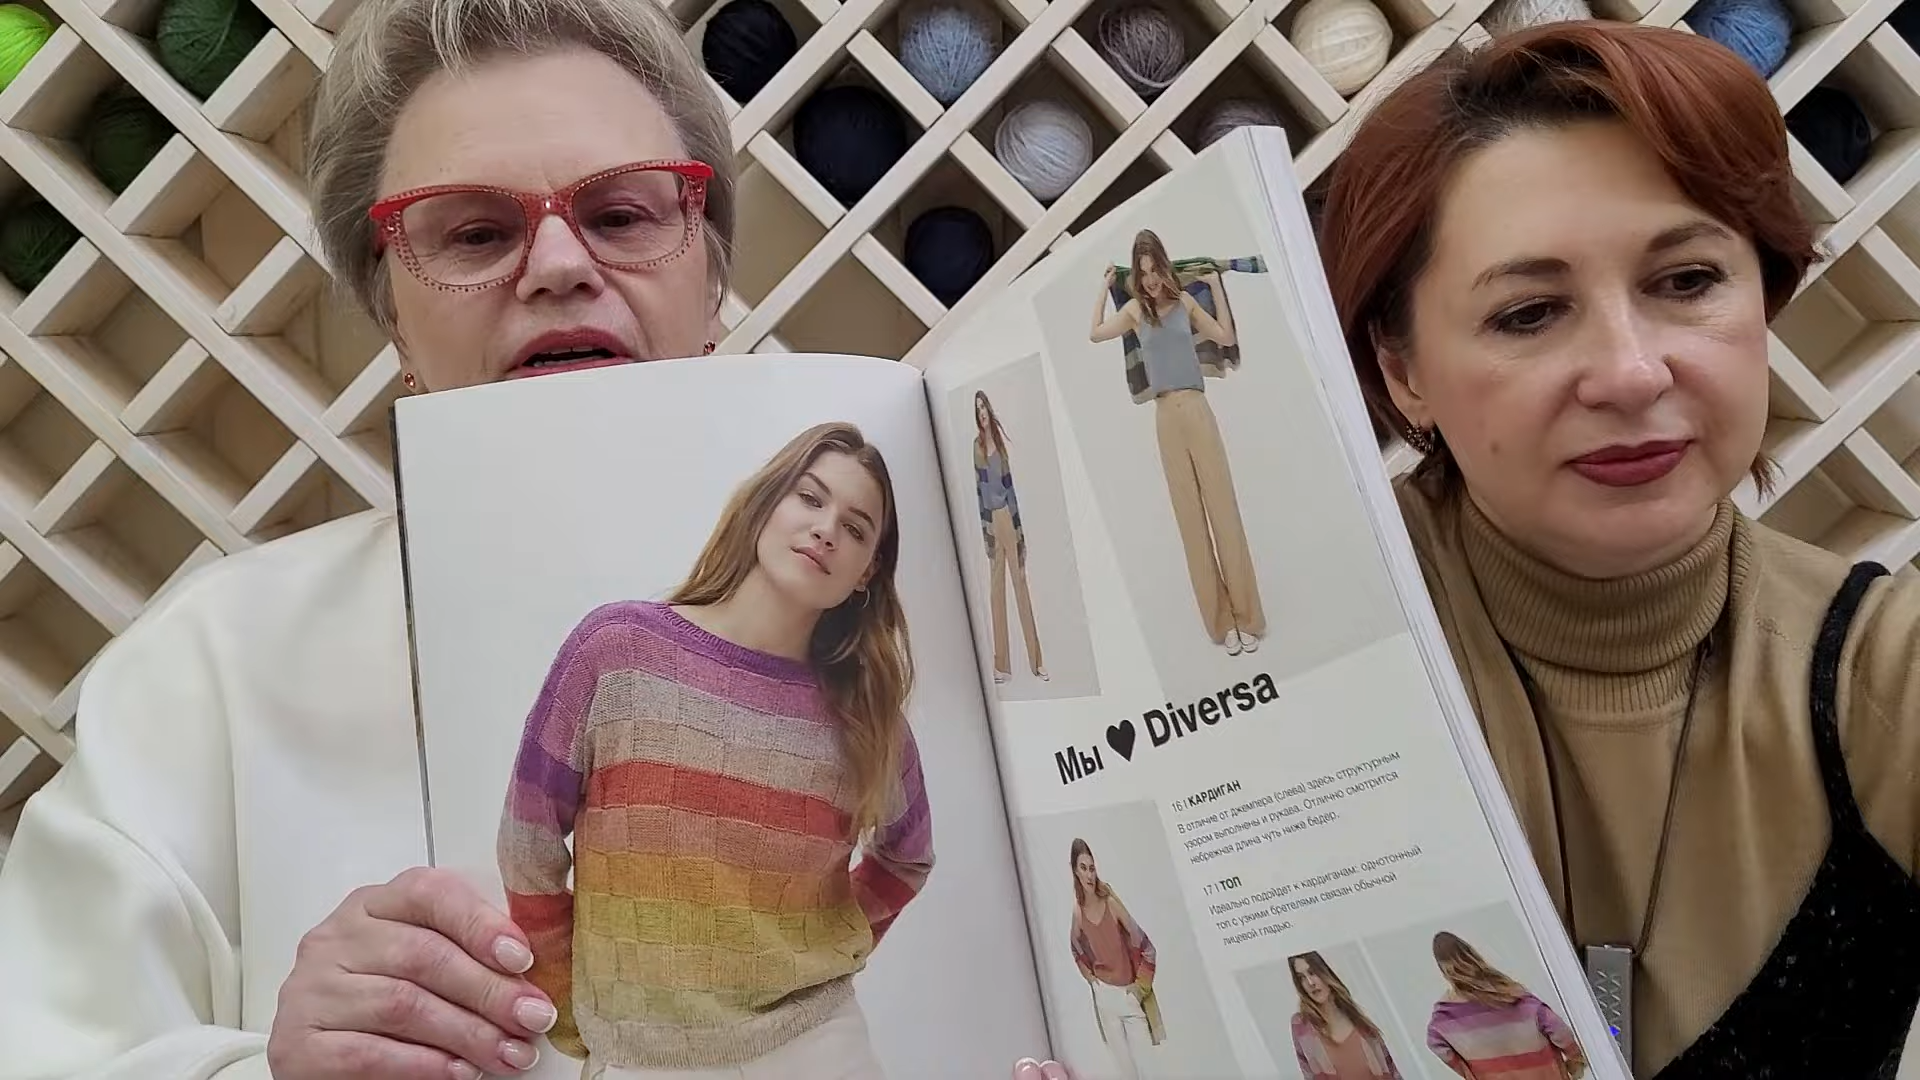 Мы ♥ Diversa
16 | КАРДИГАН
В отличие от джемпера (слева) здесь структурным
узором выполнены и рукава. Отлично смотрится
небрежная длина чуть ниже бедер.
17 | ТОП
Идеально подойдет к кардиганам: однотонный
топ с узкими бретелями связан обычной
лицевой гладью.